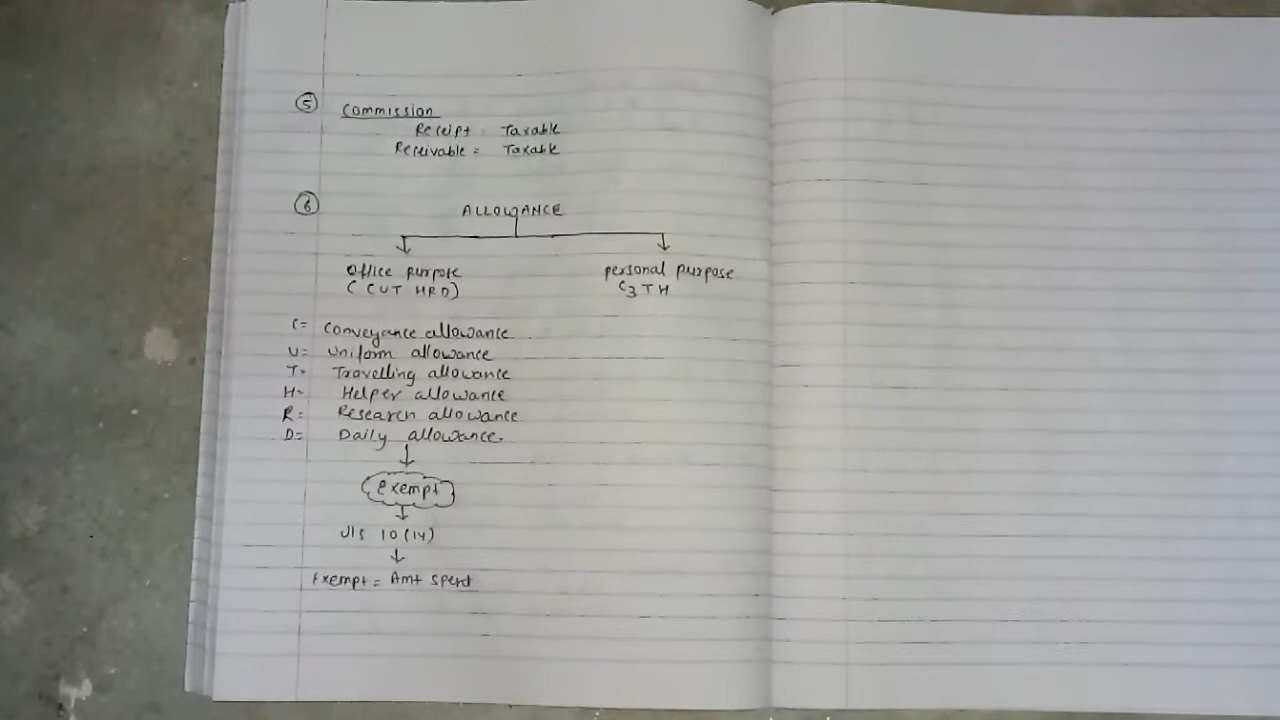 5 Commission
Receipt = Taxable
Receivable = Taxable
6 ALLOWANCE
Office purpose personal purpose
(CUT HRD) C3TH
C= Conveyance allowance
U= Uniform allowance
T= Travelling allowance
H= Helper allowance
R= Research allowance
D= Daily allowance.
Exempt
U/S 10(14)
Exempt = Amt spent